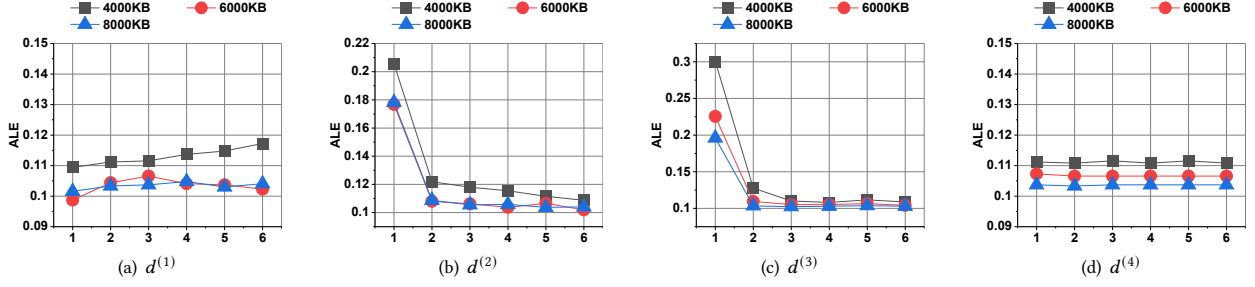 4000KB 6000KB
8000KB
ALE
0.15
0.14
0.13
0.12
0.11
0.1
0.09
1 2 3 4 5 6
(a) d(1)
4000KB 6000KB
8000KB
ALE
0.22
0.2
0.18
0.16
0.14
0.12
0.1
1 2 3 4 5 6
(b) d(2)
4000KB 6000KB
8000KB
ALE
0.3
0.25
0.2
0.15
0.1
1 2 3 4 5 6
(c) d(3)
4000KB 6000KB
8000KB
ALE
0.15
0.14
0.13
0.12
0.11
0.1
0.09
1 2 3 4 5 6
(d) d(4)